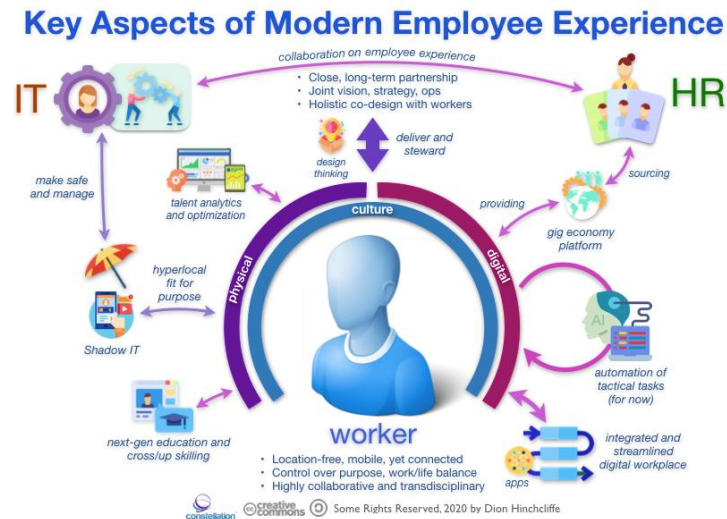 Key Aspects of Modern Employee Experience
collaboration on employee experience
• Close, long-term partnership
• Joint vision, strategy, ops
• Holistic co-design with workers
IT
HR
design
thinking
deliver and
steward
make safe
and manage
talent analytics
and optimization
sourcing
providing
gig economy
platform
culture
physical
digital
hyperlocal
fit for
purpose
Shadow IT
AI
automation of
tactical tasks
(for now)
next-gen education and
cross/up skilling
worker
• Location-free, mobile, yet connected
• Control over purpose, work/life balance
• Highly collaborative and transdisciplinary
apps
integrated and
streamlined
digital workplace
constellation
cc creative
commons
Some Rights Reserved, 2020 by Dion Hinchcliffe